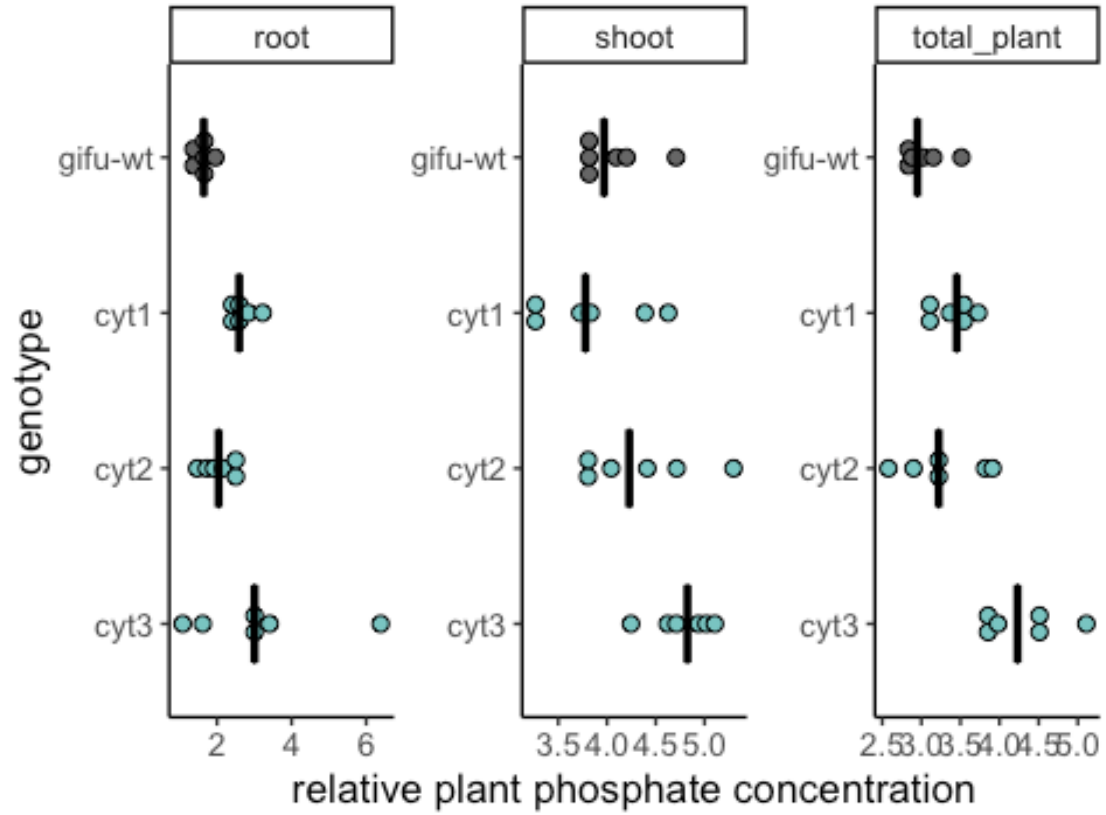 root shoot total_plant
gifu-wt gifu-wt gifu-wt
cyt1 cyt1 cyt1
cyt2 cyt2 cyt2
cyt3 cyt3 cyt3
genotype
2 4 6 3.5 4.0 4.5 5.0 2.5 3.0 3.5 4.0 4.5 5.0
relative plant phosphate concentration